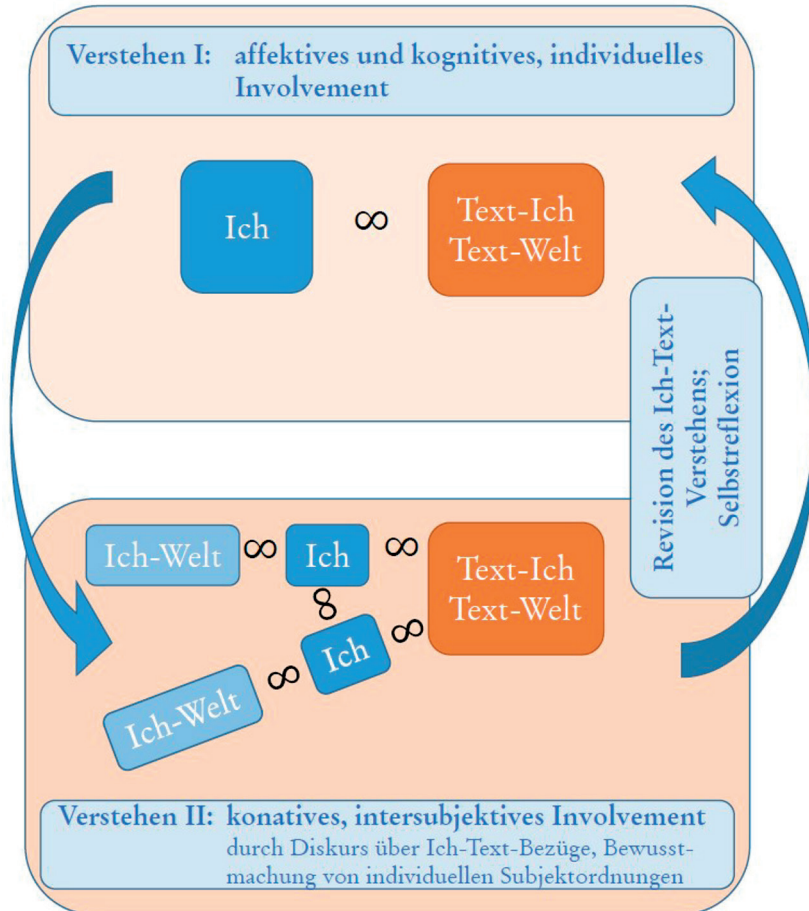 Verstehen I: affektives und kognitives, individuelles
Involvement
Ich
∞
Text-Ich
Text-Welt
Revision des Ich-Text-
Verstehens;
Selbstreflexion
Ich-Welt ∞ Ich ∞
∞
Text-Ich
Text-Welt
Ich-Welt ∞ Ich ∞
Verstehen II: konatives, intersubjektives Involvement
durch Diskurs über Ich-Text-Bezüge, Bewusst-
machung von individuellen Subjektordnungen